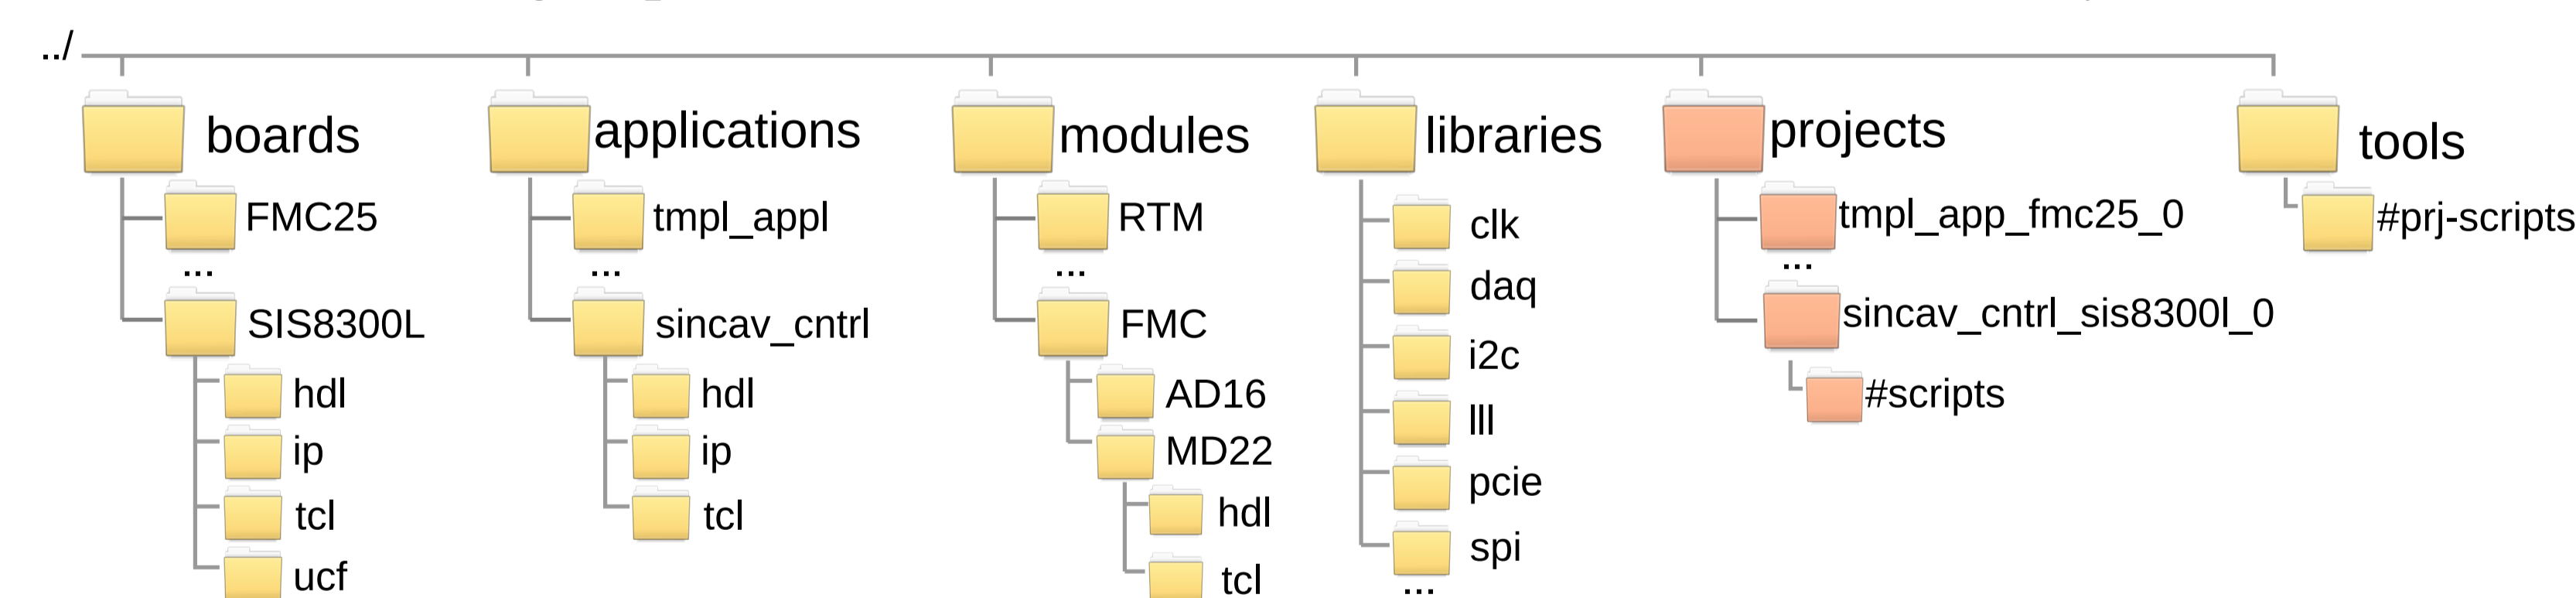 ../
boards
FMC25
...
SIS8300L
hdl
ip
tcl
ucf
applications
tmpl_appl
...
sincav_cntrl
hdl
ip
tcl
modules
RTM
...
FMC
AD16
MD22
hdl
tcl
libraries
clk
daq
i2c
lll
pcie
spi
...
projects
tmpl_app_fmc25_0
...
sincav_cntrl_sis8300l_0
#scripts
tools
#prj-scripts